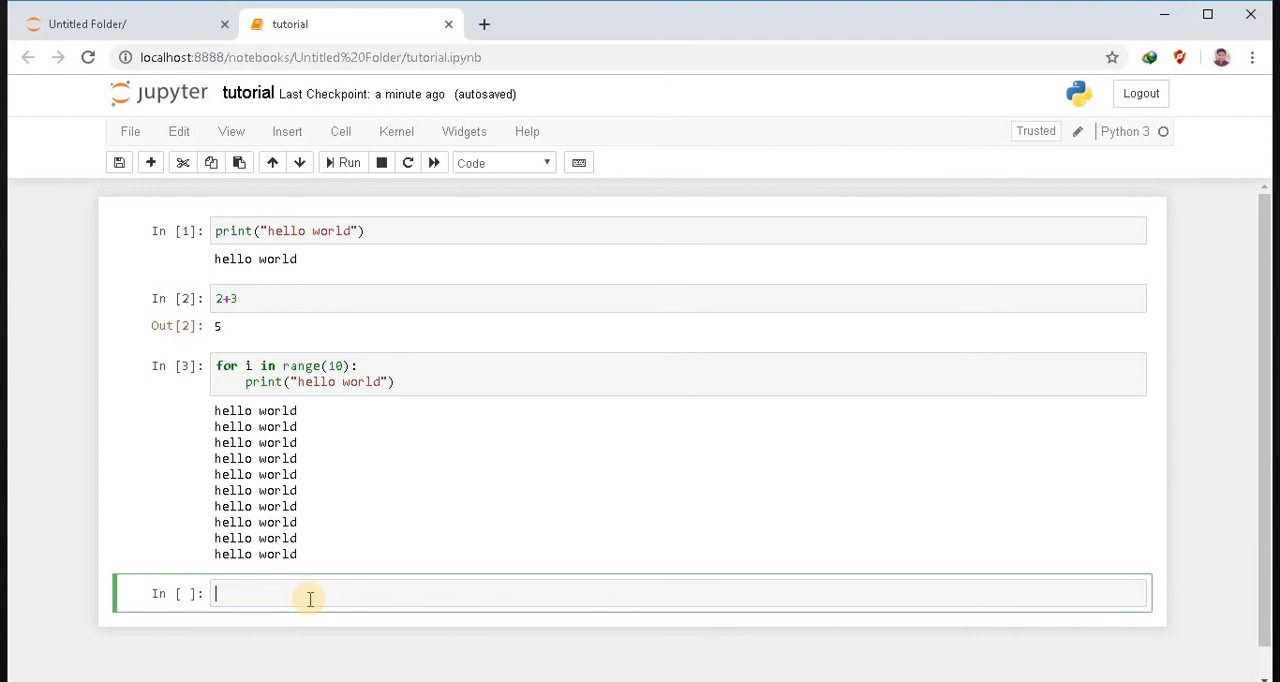 Untitled Folder/
tutorial
localhost:8888/notebooks/Untitled%20Folder/tutorial.ipynb
jupyter tutorial Last Checkpoint: a minute ago (autosaved)
Logout
File Edit View Insert Cell Kernel Widgets Help
Trusted
Python 3
Run
Code
In [1]: print("hello world")
hello world
In [2]: 2+3
Out[2]: 5
In [3]: for i in range(10):
print("hello world")
hello world
hello world
hello world
hello world
hello world
hello world
hello world
hello world
hello world
hello world
In [ ]: